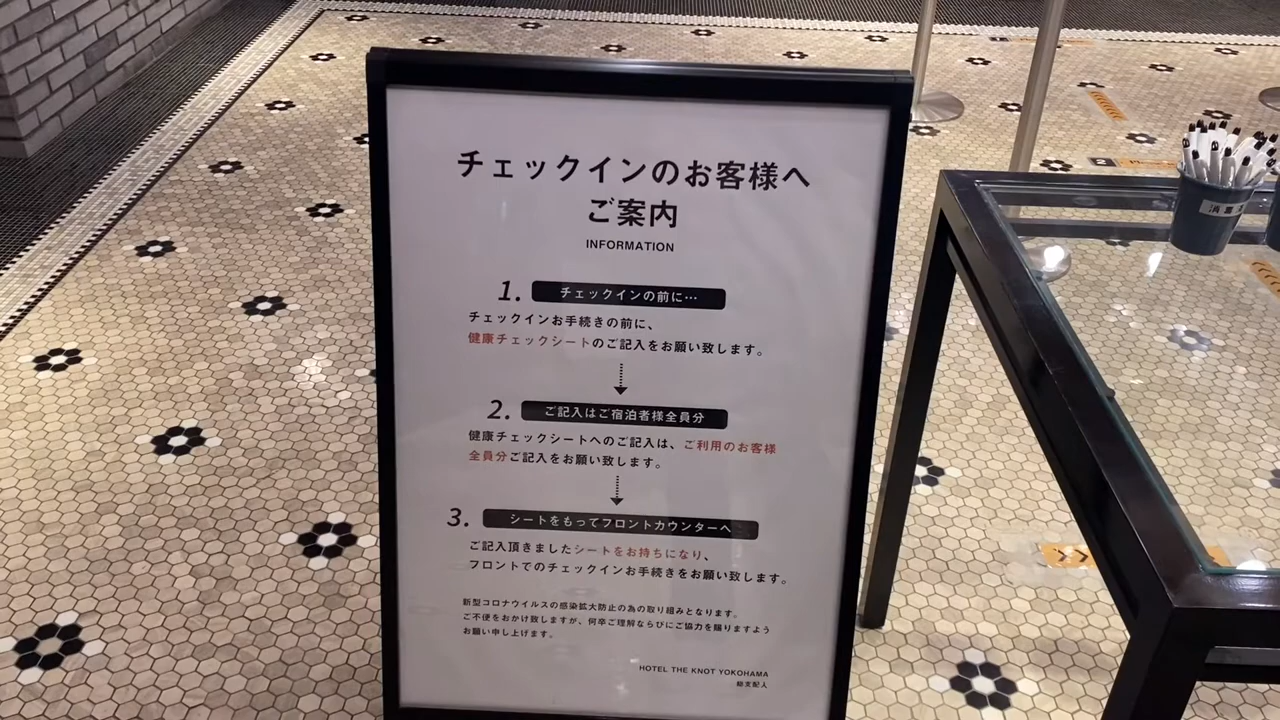 チェックインのお客様へ
ご案内
INFORMATION
1. チェックインの前に…
チェックインお手続きの前に、
健康チェックシートのご記入をお願い致します。
2. ご記入はご宿泊者様全員分
健康チェックシートへのご記入は、ご利用のお客様
全員分ご記入をお願い致します。
3. シートをもってフロントカウンターへ
ご記入頂きましたシートをお持ちになり、
フロントでのチェックインお手続きをお願い致します。
新型コロナウイルスの感染拡大防止の為の取り組みとなります。
ご不便をおかけ致しますが、何卒ご理解ならびにご協力を賜りますよう
お願い申し上げます。
HOTEL THE KNOT YOKOHAMA
総支配人